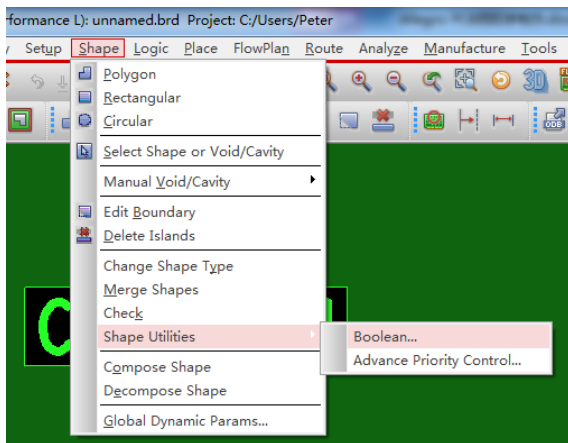 rformance L): unnamed.brd Project: C:/Users/Peter
y Setup Shape Logic Place FlowPlan Route Analyze Manufacture Tools
Polygon
Rectangular
3D
Circular
ODB
Select Shape or Void/Cavity
Manual Void/Cavity
Edit Boundary
Delete Islands
Change Shape Type
Merge Shapes
Check
Shape Utilities
Boolean...
Advance Priority Control...
Compose Shape
Decompose Shape
Global Dynamic Params...